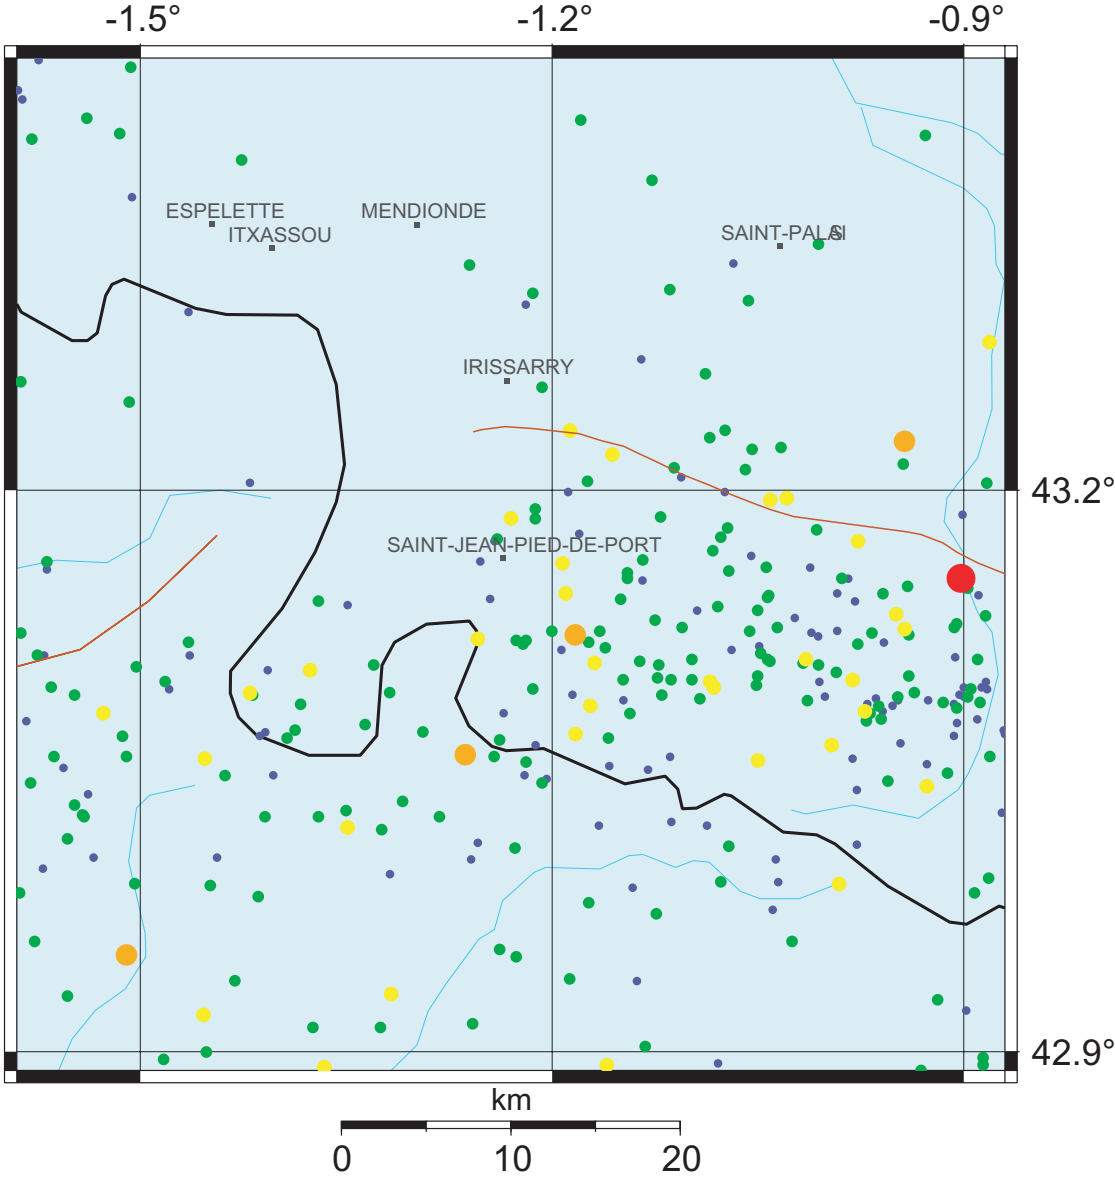 -1.5° -1.2° -0.9°
ESPELETTE MENDIONDE
ITXASSOU SAINT-PALAIS
IRISSARRY
43.2°
SAINT-JEAN-PIED-DE-PORT
42.9°
km
0 10 20